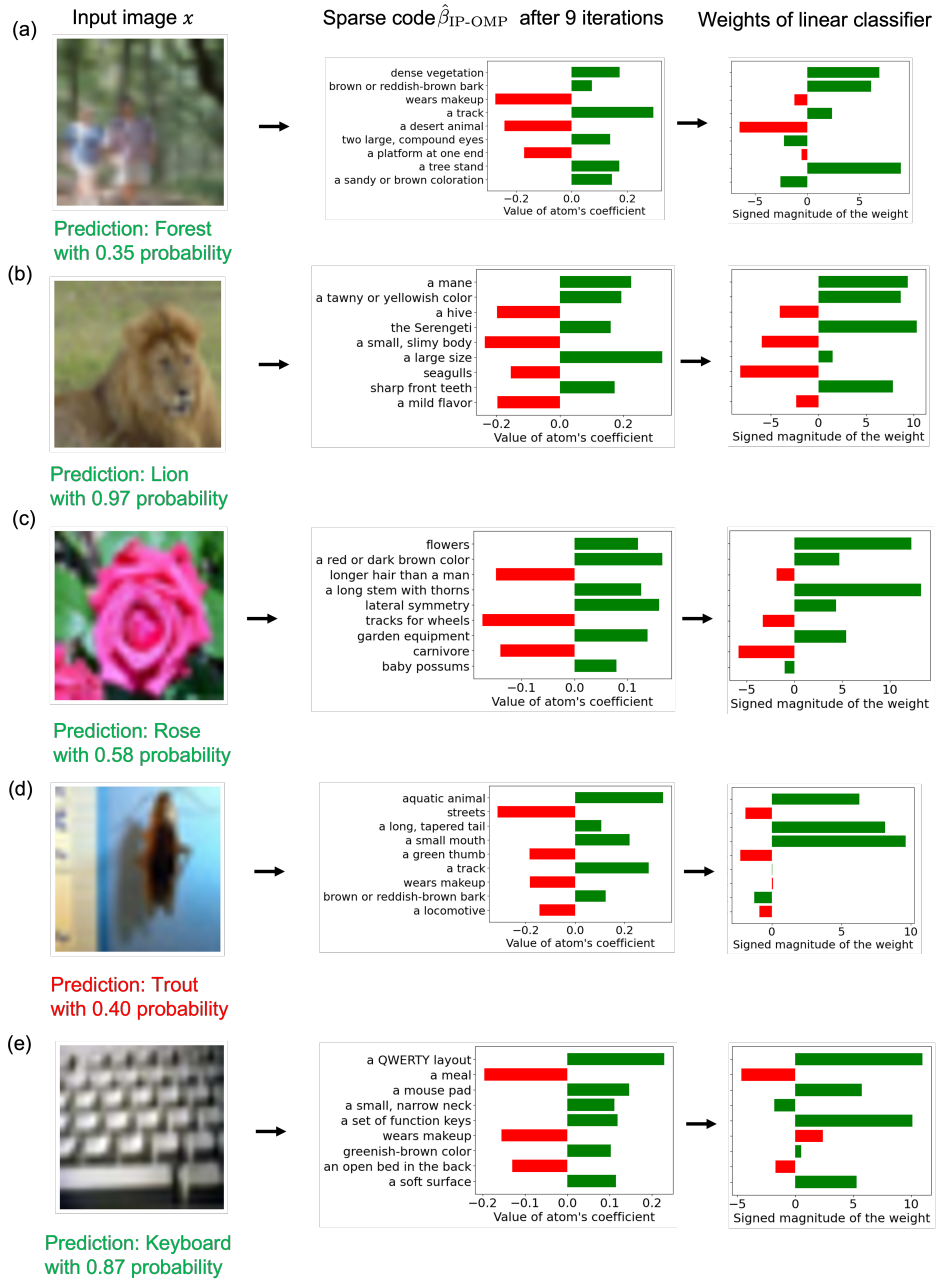 Input image x
Sparse code β̂IP-OMP after 9 iterations
Weights of linear classifier
(a)
dense vegetation
brown or reddish-brown bark
wears makeup
a track
a desert animal
two large, compound eyes
a platform at one end
a tree stand
a sandy or brown coloration
−0.2 0.0 0.2
Value of atom's coefficient
−5 0 5
Signed magnitude of the weight
Prediction: Forest
with 0.35 probability
(b)
a mane
a tawny or yellowish color
a hive
the Serengeti
a small, slimy body
a large size
seagulls
sharp front teeth
a mild flavor
−0.2 0.0 0.2
Value of atom's coefficient
−5 0 5 10
Signed magnitude of the weight
Prediction: Lion
with 0.97 probability
(c)
flowers
a red or dark brown color
longer hair than a man
a long stem with thorns
lateral symmetry
tracks for wheels
garden equipment
carnivore
baby possums
−0.1 0.0 0.1
Value of atom's coefficient
−5 0 5 10
Signed magnitude of the weight
Prediction: Rose
with 0.58 probability
(d)
aquatic animal
streets
a long, tapered tail
a small mouth
a green thumb
a track
wears makeup
brown or reddish-brown bark
a locomotive
−0.2 0.0 0.2
Value of atom's coefficient
0 5 10
Signed magnitude of the weight
Prediction: Trout
with 0.40 probability
(e)
a QWERTY layout
a meal
a mouse pad
a small, narrow neck
a set of function keys
wears makeup
greenish-brown color
an open bed in the back
a soft surface
−0.2 −0.1 0.0 0.1 0.2
Value of atom's coefficient
−5 0 5 10
Signed magnitude of the weight
Prediction: Keyboard
with 0.87 probability